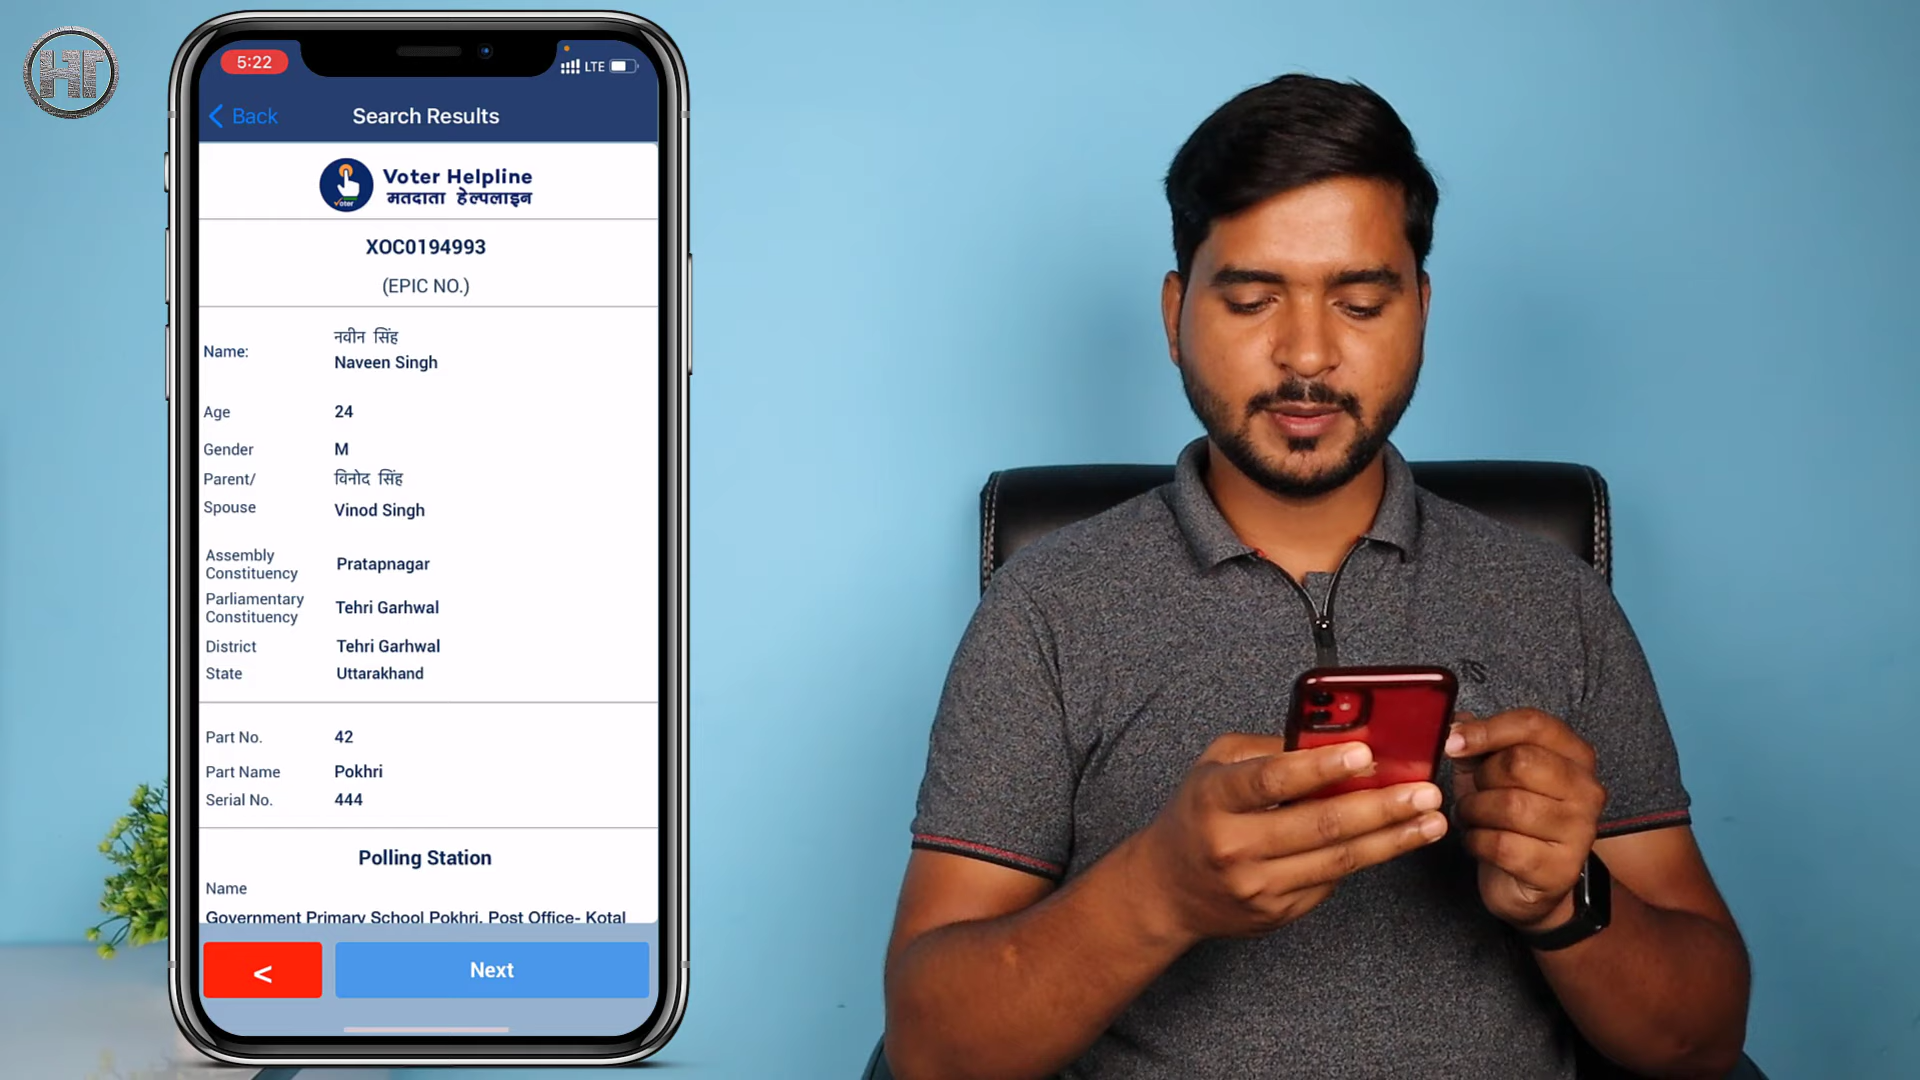 HR
5:22
LTE
Back
Search Results
Voter
Voter Helpline
मतदाता हेल्पलाइन
XOC0194993
(EPIC NO.)
Name:
नवीन सिंह
Naveen Singh
Age 24
Gender M
Parent/ विनोद सिंह
Spouse Vinod Singh
Assembly
Constituency
Pratapnagar
Parliamentary
Constituency
Tehri Garhwal
District Tehri Garhwal
State Uttarakhand
Part No. 42
Part Name Pokhri
Serial No. 444
Polling Station
Name
Government Primary School Pokhri, Post Office- Kotal
< Next